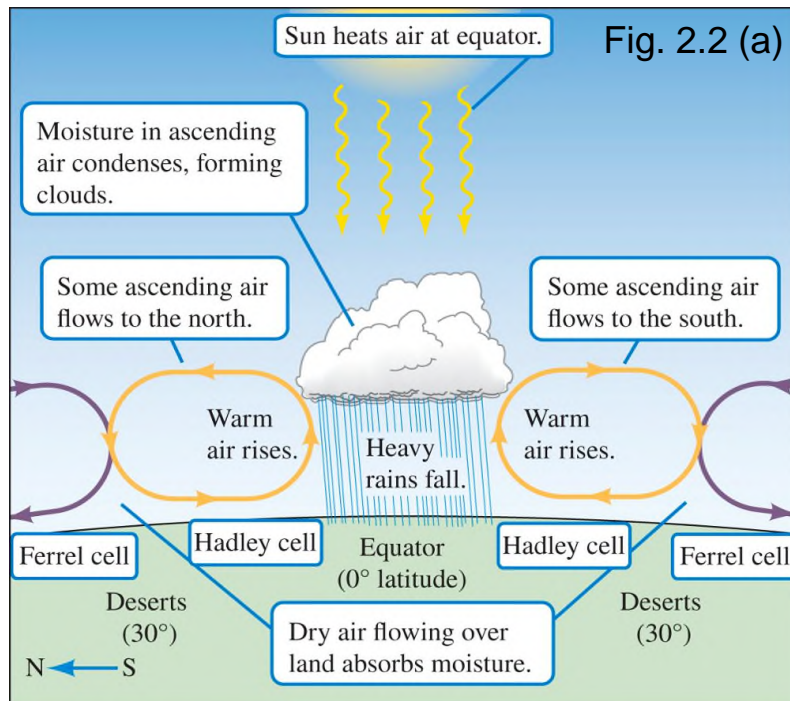 Sun heats air at equator.
Fig. 2.2 (a)
Moisture in ascending
air condenses, forming
clouds.
Some ascending air
flows to the north.
Some ascending air
flows to the south.
Warm
air rises.
Heavy
rains fall.
Warm
air rises.
Ferrel cell
Hadley cell
Equator
(0° latitude)
Hadley cell
Ferrel cell
Deserts
(30°)
Deserts
(30°)
Dry air flowing over
land absorbs moisture.
N S